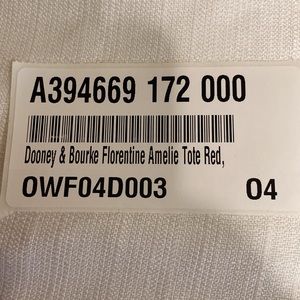 A394669 172 000
Dooney & Bourke Florentine Amelie Tote Red,
OWF04D003 04